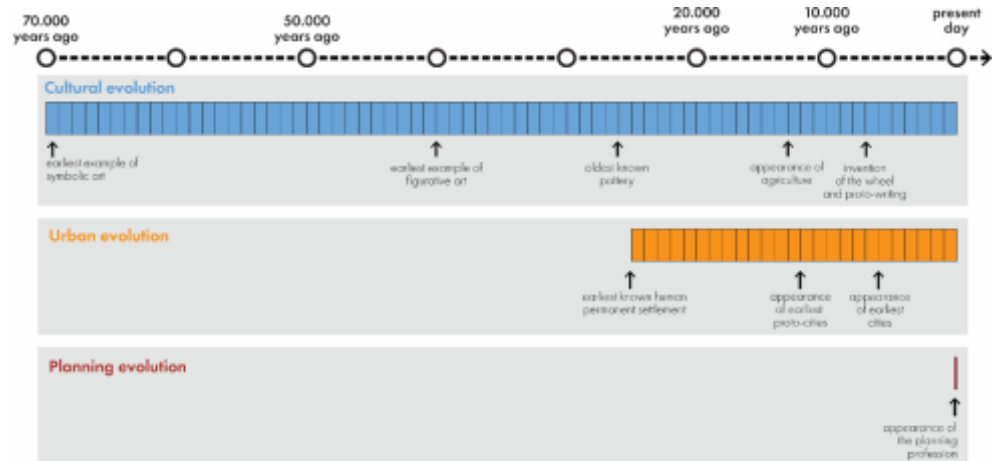 70.000
years ago
50.000
years ago
20.000
years ago
10.000
years ago
present
day
Cultural evolution
earliest example of
symbolic art
earliest example of
figurative art
oldest known
pottery
appearance of
agriculture
invention
of the wheel
and proto-writing
Urban evolution
earliest known human
permanent settlement
appearance
of earliest
proto-cities
appearance
of earliest
cities
Planning evolution
appearance of
the planning
profession